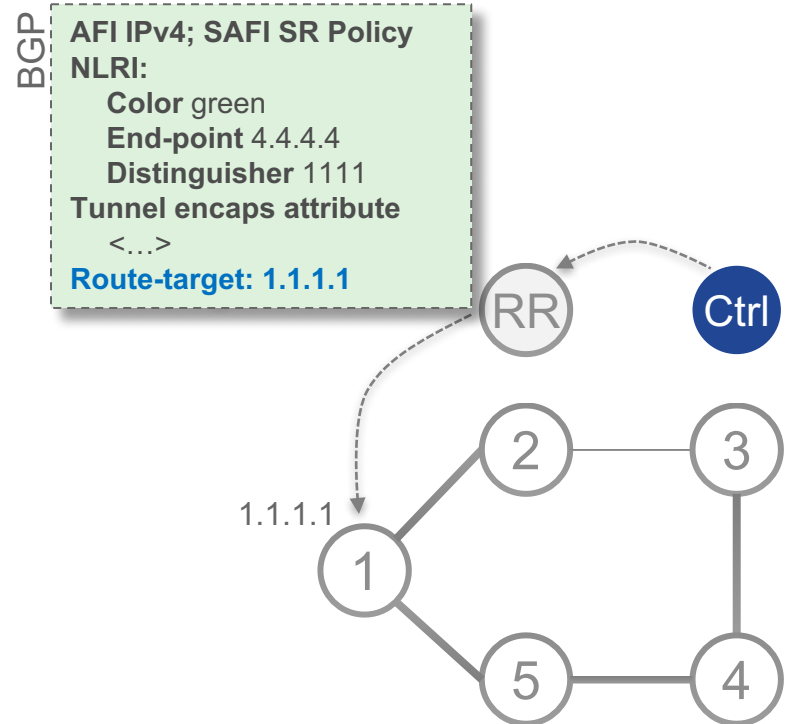 BGP
AFI IPv4; SAFI SR Policy
NLRI:
Color green
End-point 4.4.4.4
Distinguisher 1111
Tunnel encaps attribute
<...>
Route-target: 1.1.1.1
RR
Ctrl
2
3
1.1.1.1
1
5
4